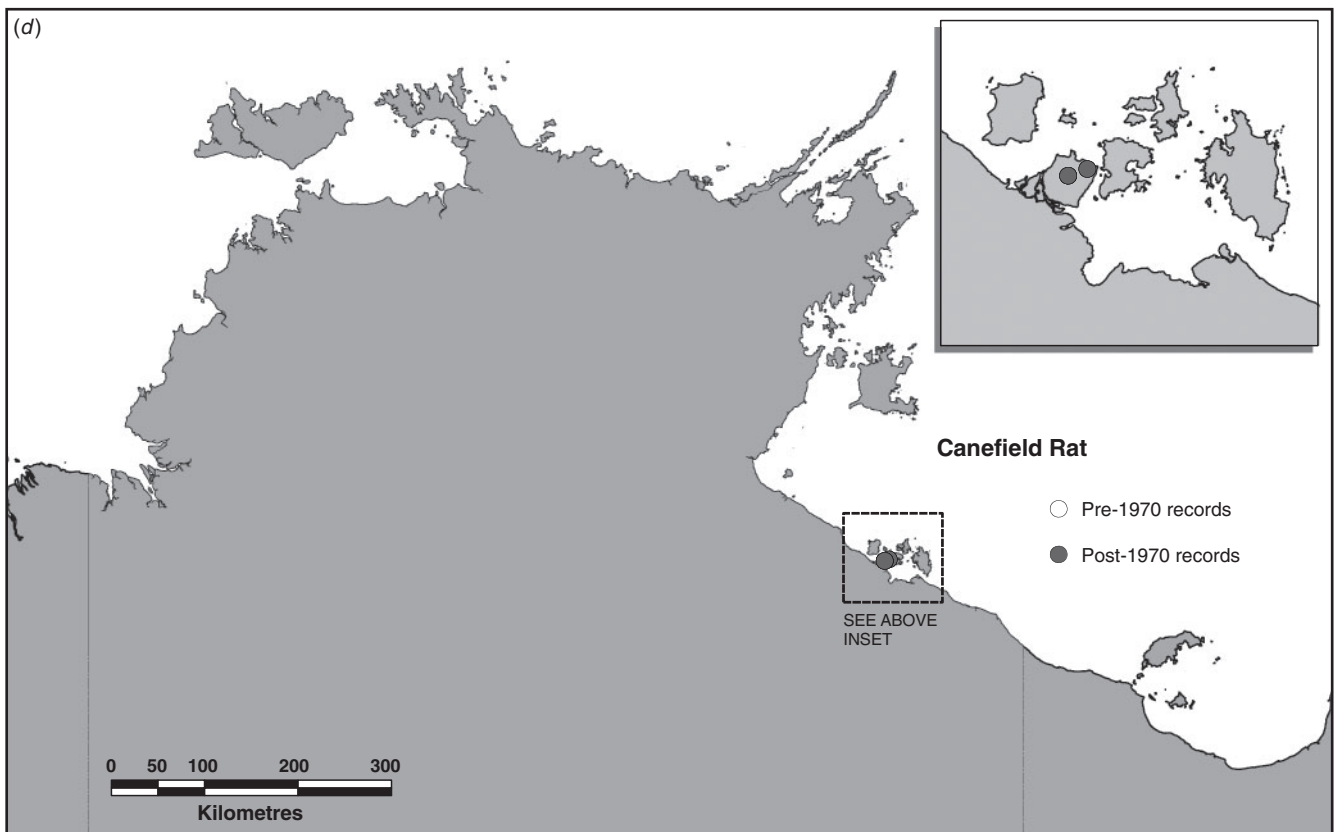 (d)
Canefield Rat
Pre-1970 records
Post-1970 records
SEE ABOVE
INSET
0 50 100 200 300
Kilometres